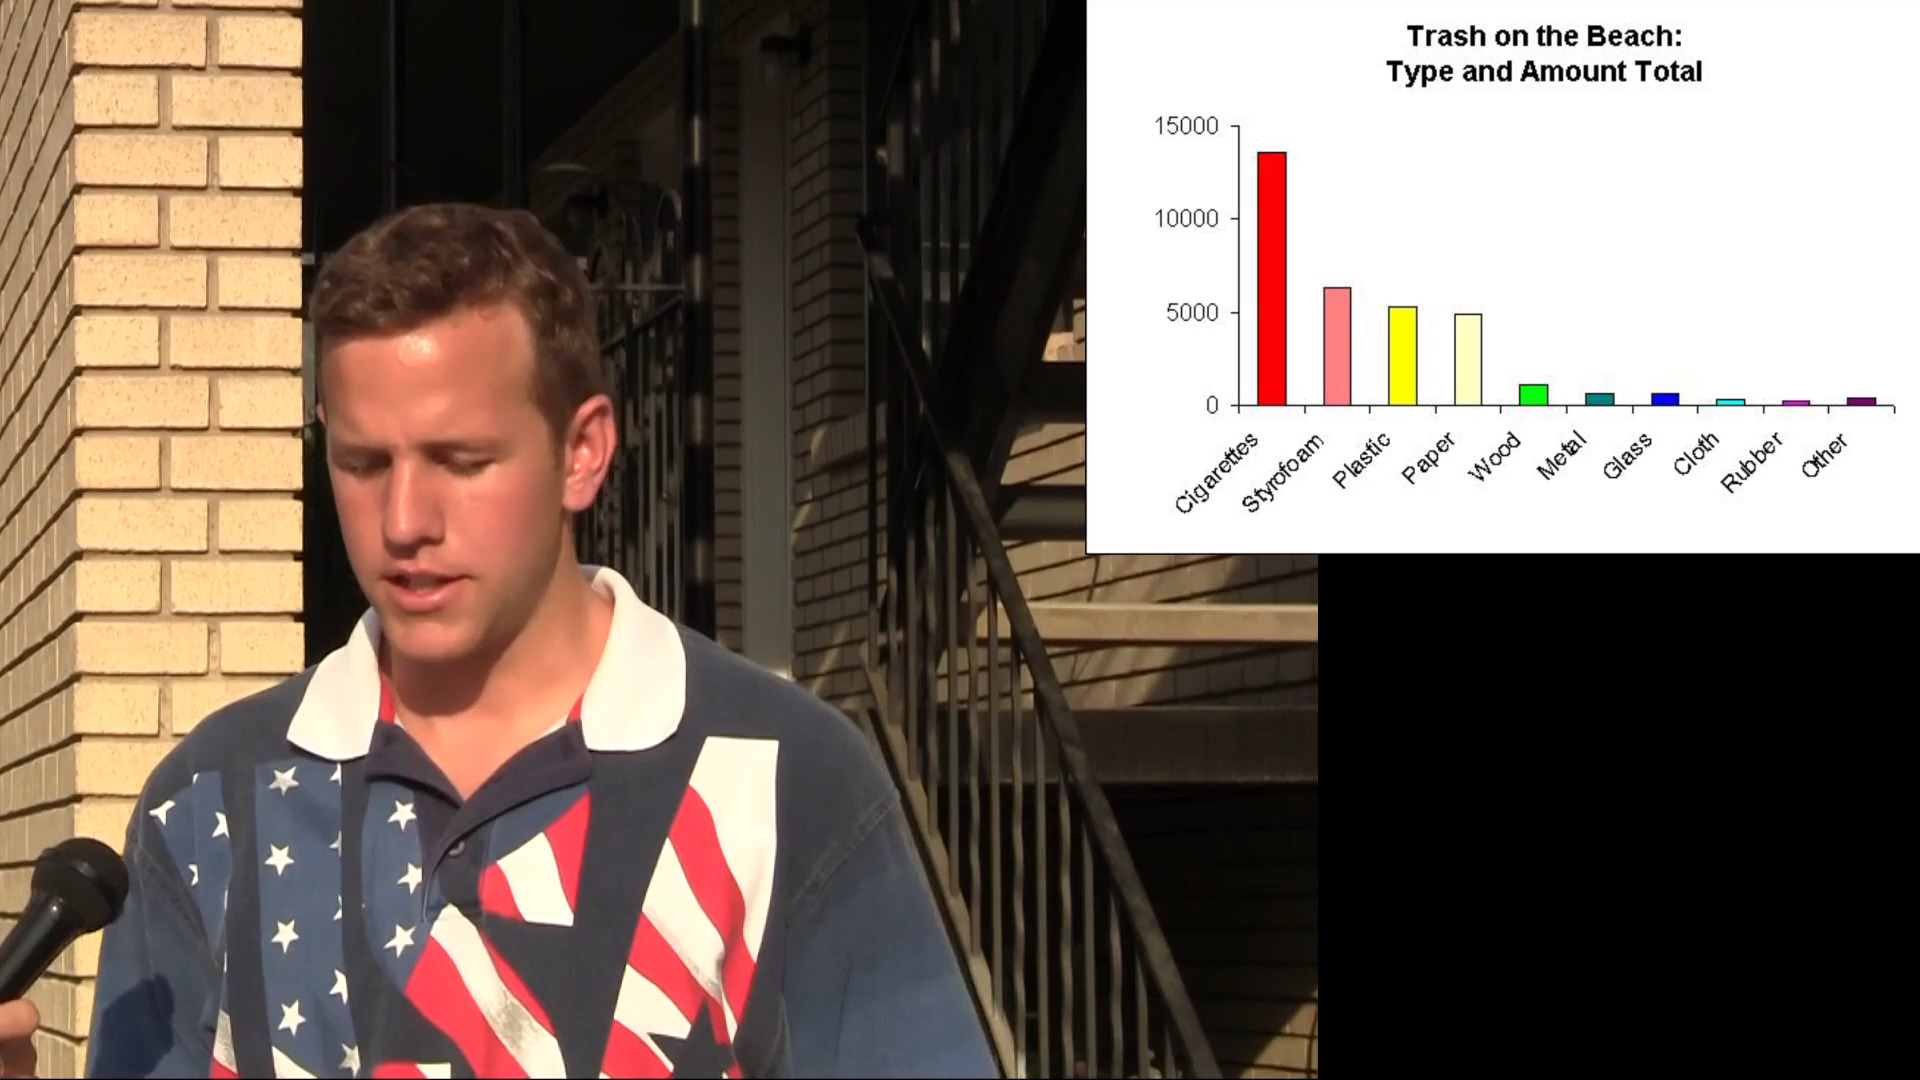 Trash on the Beach:
Type and Amount Total
15000
10000
5000
0
Cigarettes
Styrofoam
Plastic
Paper
Wood
Metal
Glass
Cloth
Rubber
Other